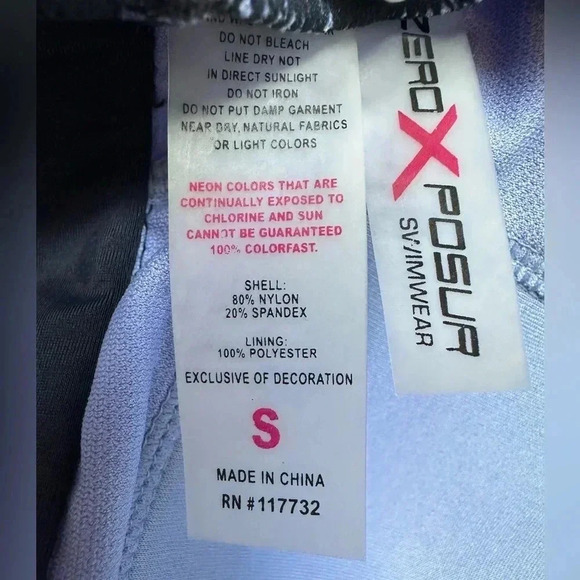 DO NOT BLEACH
LINE DRY NOT
IN DIRECT SUNLIGHT
DO NOT IRON
DO NOT PUT DAMP GARMENT
NEAR DRY, NATURAL FABRICS
OR LIGHT COLORS
NEON COLORS THAT ARE
CONTINUALLY EXPOSED TO
CHLORINE AND SUN
CANNOT BE GUARANTEED
100% COLORFAST.
SHELL:
80% NYLON
20% SPANDEX
LINING:
100% POLYESTER
EXCLUSIVE OF DECORATION
S
MADE IN CHINA
RN #117732
ZEROXPOSUR
SWIMWEAR